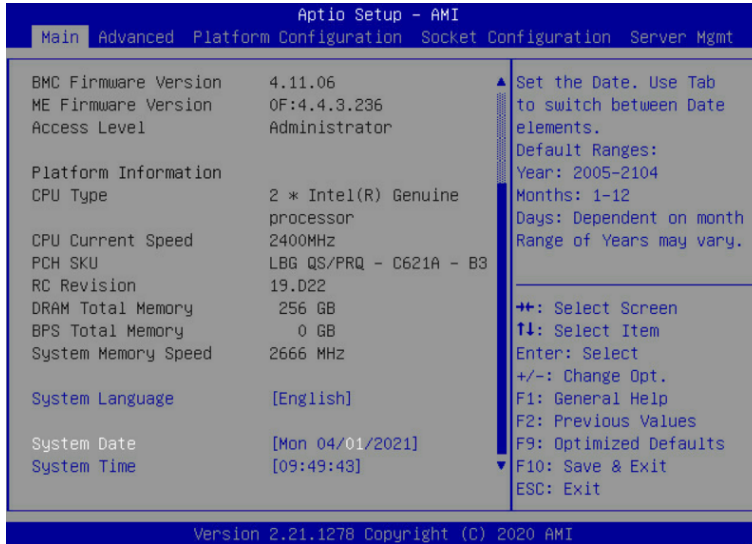 Aptio Setup - AMI
Main Advanced Platform Configuration Socket Configuration Server Mgmt
BMC Firmware Version 4.11.06
ME Firmware Version 0F:4.4.3.236
Access Level Administrator
Platform Information
CPU Type 2 * Intel(R) Genuine
processor
CPU Current Speed 2400MHz
PCH SKU LBG QS/PRQ - C621A - B3
RC Revision 19.D22
DRAM Total Memory 256 GB
BPS Total Memory 0 GB
System Memory Speed 2666 MHz
System Language [English]
System Date [Mon 04/01/2021]
System Time [09:49:43]
Set the Date. Use Tab
to switch between Date
elements.
Default Ranges:
Year: 2005-2104
Months: 1-12
Days: Dependent on month
Range of Years may vary.
→←: Select Screen
↑↓: Select Item
Enter: Select
+/-: Change Opt.
F1: General Help
F2: Previous Values
F9: Optimized Defaults
F10: Save & Exit
ESC: Exit
Version 2.21.1278 Copyright (C) 2020 AMI